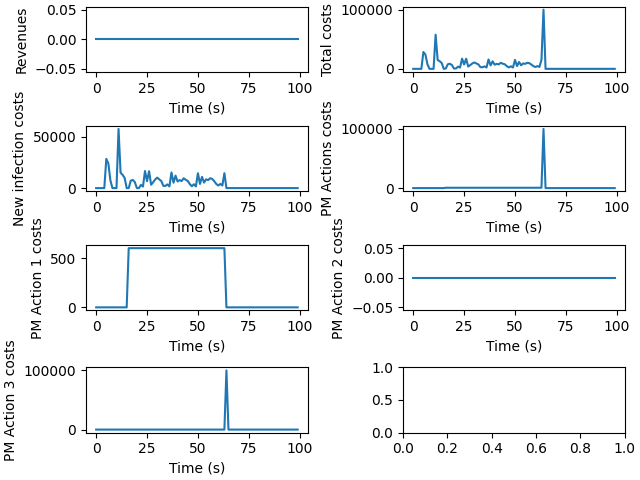 Revenues
0.05
0.00
−0.05
0 25 50 75 100
Time (s)
Total costs
100000
0
0 25 50 75 100
Time (s)
New infection costs
50000
0
0 25 50 75 100
Time (s)
PM Actions costs
100000
0
0 25 50 75 100
Time (s)
PM Action 1 costs
500
0
0 25 50 75 100
Time (s)
PM Action 2 costs
0.05
0.00
−0.05
0 25 50 75 100
Time (s)
PM Action 3 costs
100000
0
0 25 50 75 100
Time (s)
1.0
0.5
0.0
0.0 0.2 0.4 0.6 0.8 1.0